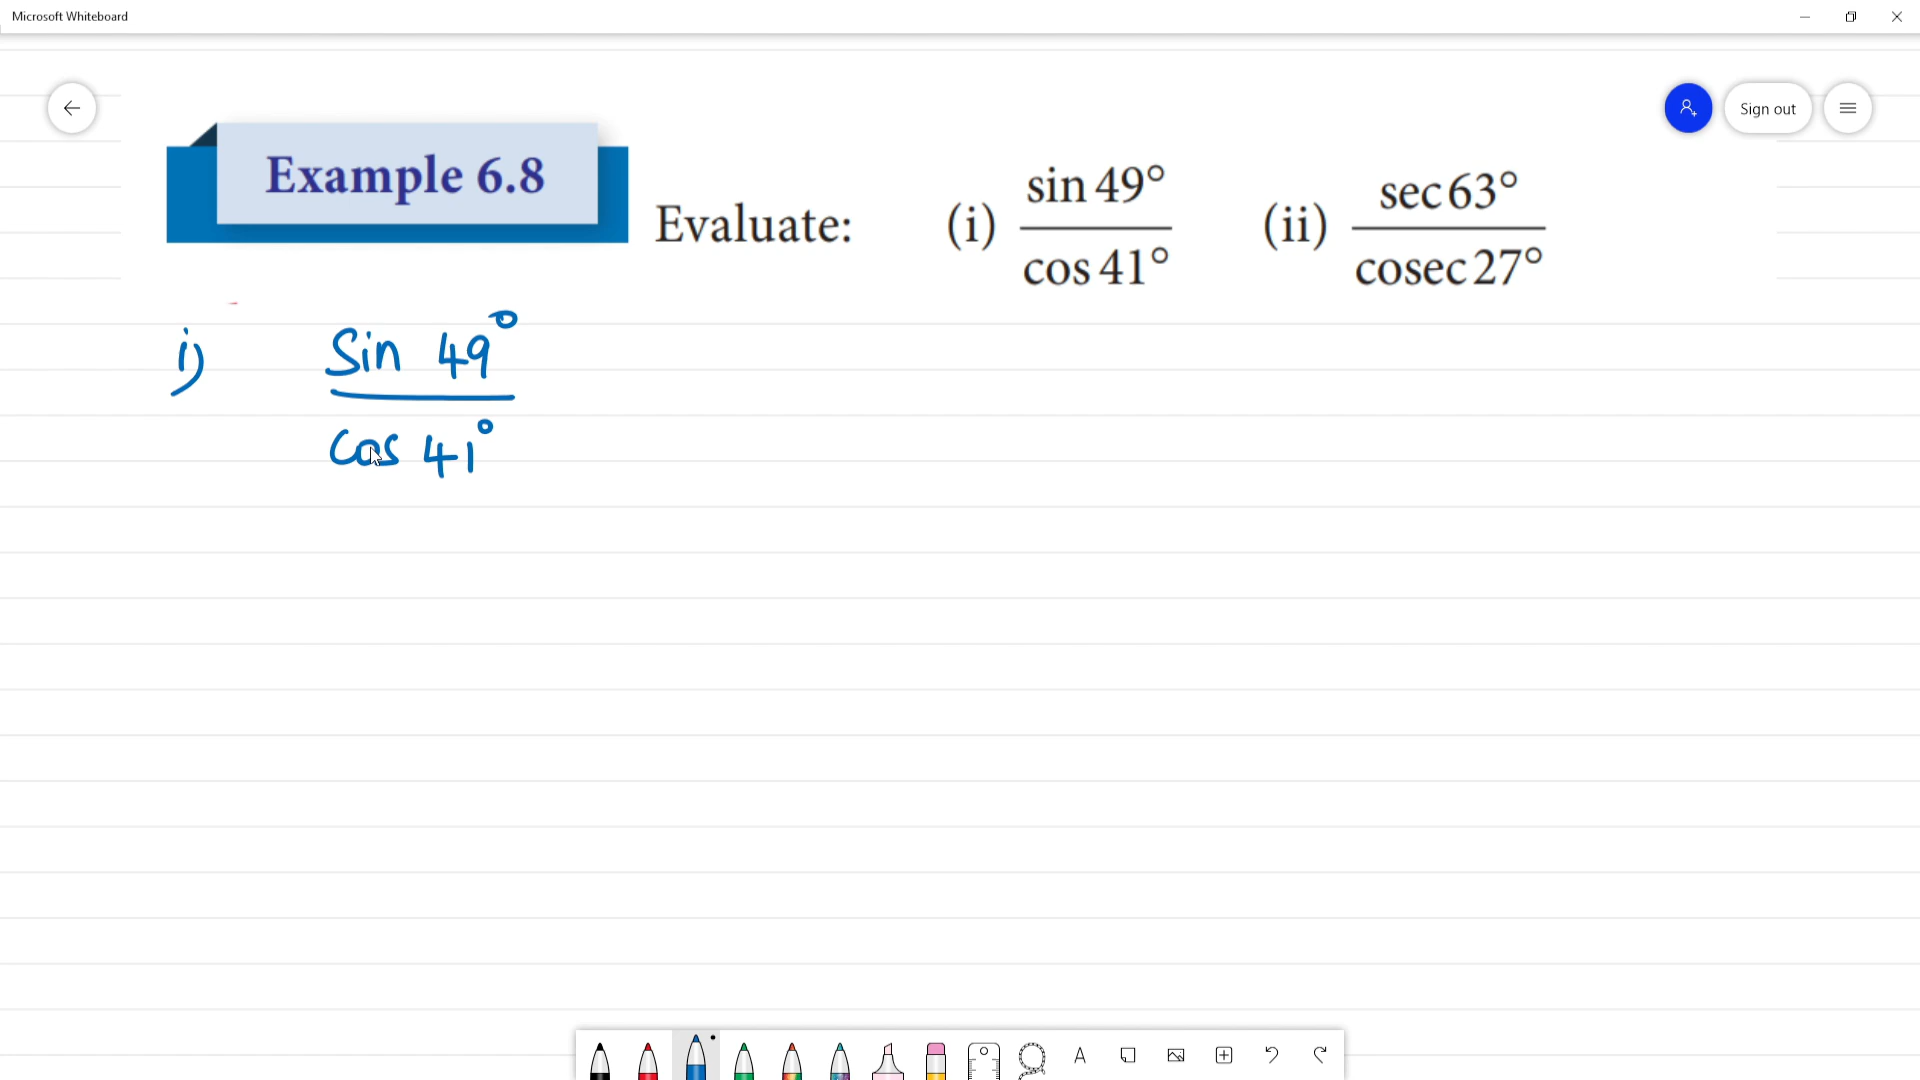 Microsoft Whiteboard
Sign out
Example 6.8
Evaluate: (i) sin 49° / cos 41° (ii) sec 63° / cosec 27°
i) Sin 49°
Cos 41°
A